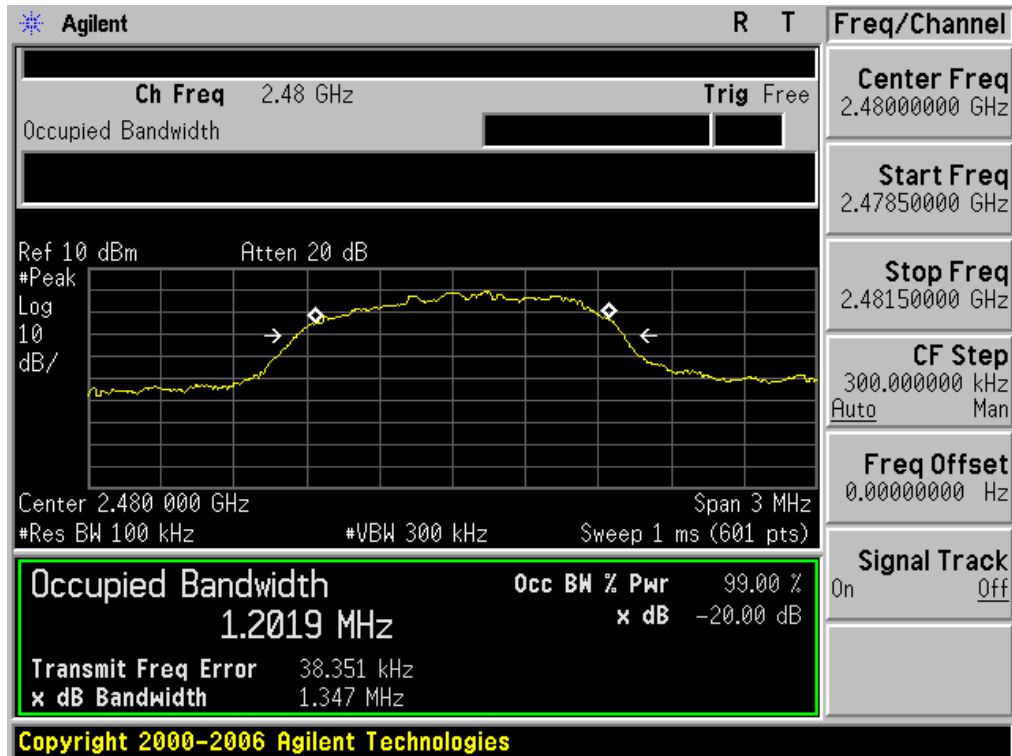 Agilent R T Freq/Channel
Ch Freq 2.48 GHz Trig Free
Occupied Bandwidth
Center Freq
2.48000000 GHz
Start Freq
2.47850000 GHz
Stop Freq
2.48150000 GHz
CF Step
300.000000 kHz
Auto Man
Freq Offset
0.00000000 Hz
Signal Track
On Off
Ref 10 dBm Atten 20 dB
#Peak
Log
10
dB/
Center 2.480 000 GHz Span 3 MHz
#Res BW 100 kHz #VBW 300 kHz Sweep 1 ms (601 pts)
Occupied Bandwidth
1.2019 MHz
Occ BW % Pwr 99.00 %
x dB -20.00 dB
Transmit Freq Error 38.351 kHz
x dB Bandwidth 1.347 MHz
Copyright 2000-2006 Agilent Technologies